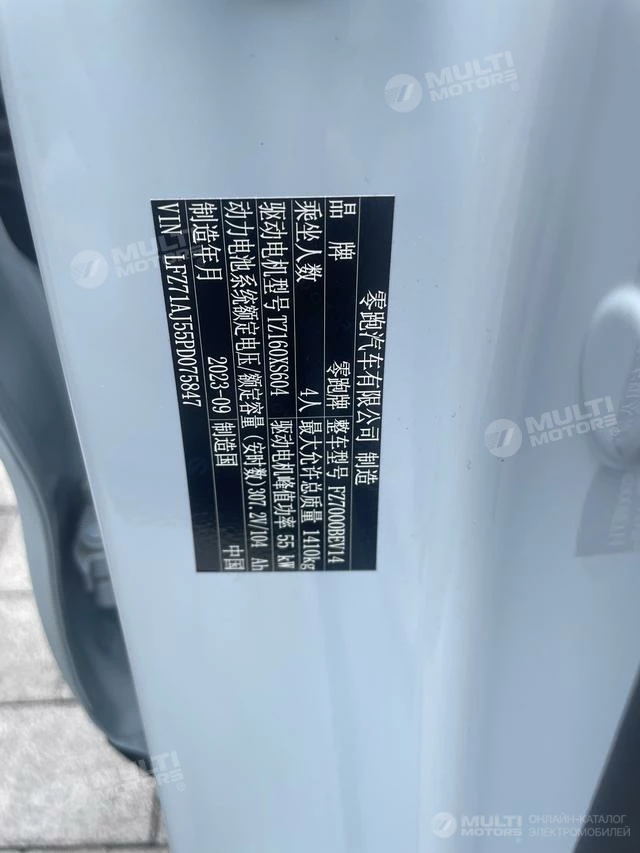 零跑汽车有限公司 制造
品 牌 零跑牌 整车型号 FZ7000BEV14
乘坐人数 4人 最大允许总质量 1410kg
驱动电机型号 TZ160XS604 驱动电机峰值功率 55 kW
动力电池系统额定电压/额定容量(安时数)307.2V/104 Ah
制造年月 2023-09 制造国 中国
VIN LFZ71AJ55PD075847
MULTI MOTORS®
MULTI MOTORS®
MULTI MOTORS®
MULTI MOTORS®
MULTI MOTORS® ОНЛАЙН-КАТАЛОГ ЭЛЕКТРОМОБИЛЕЙ